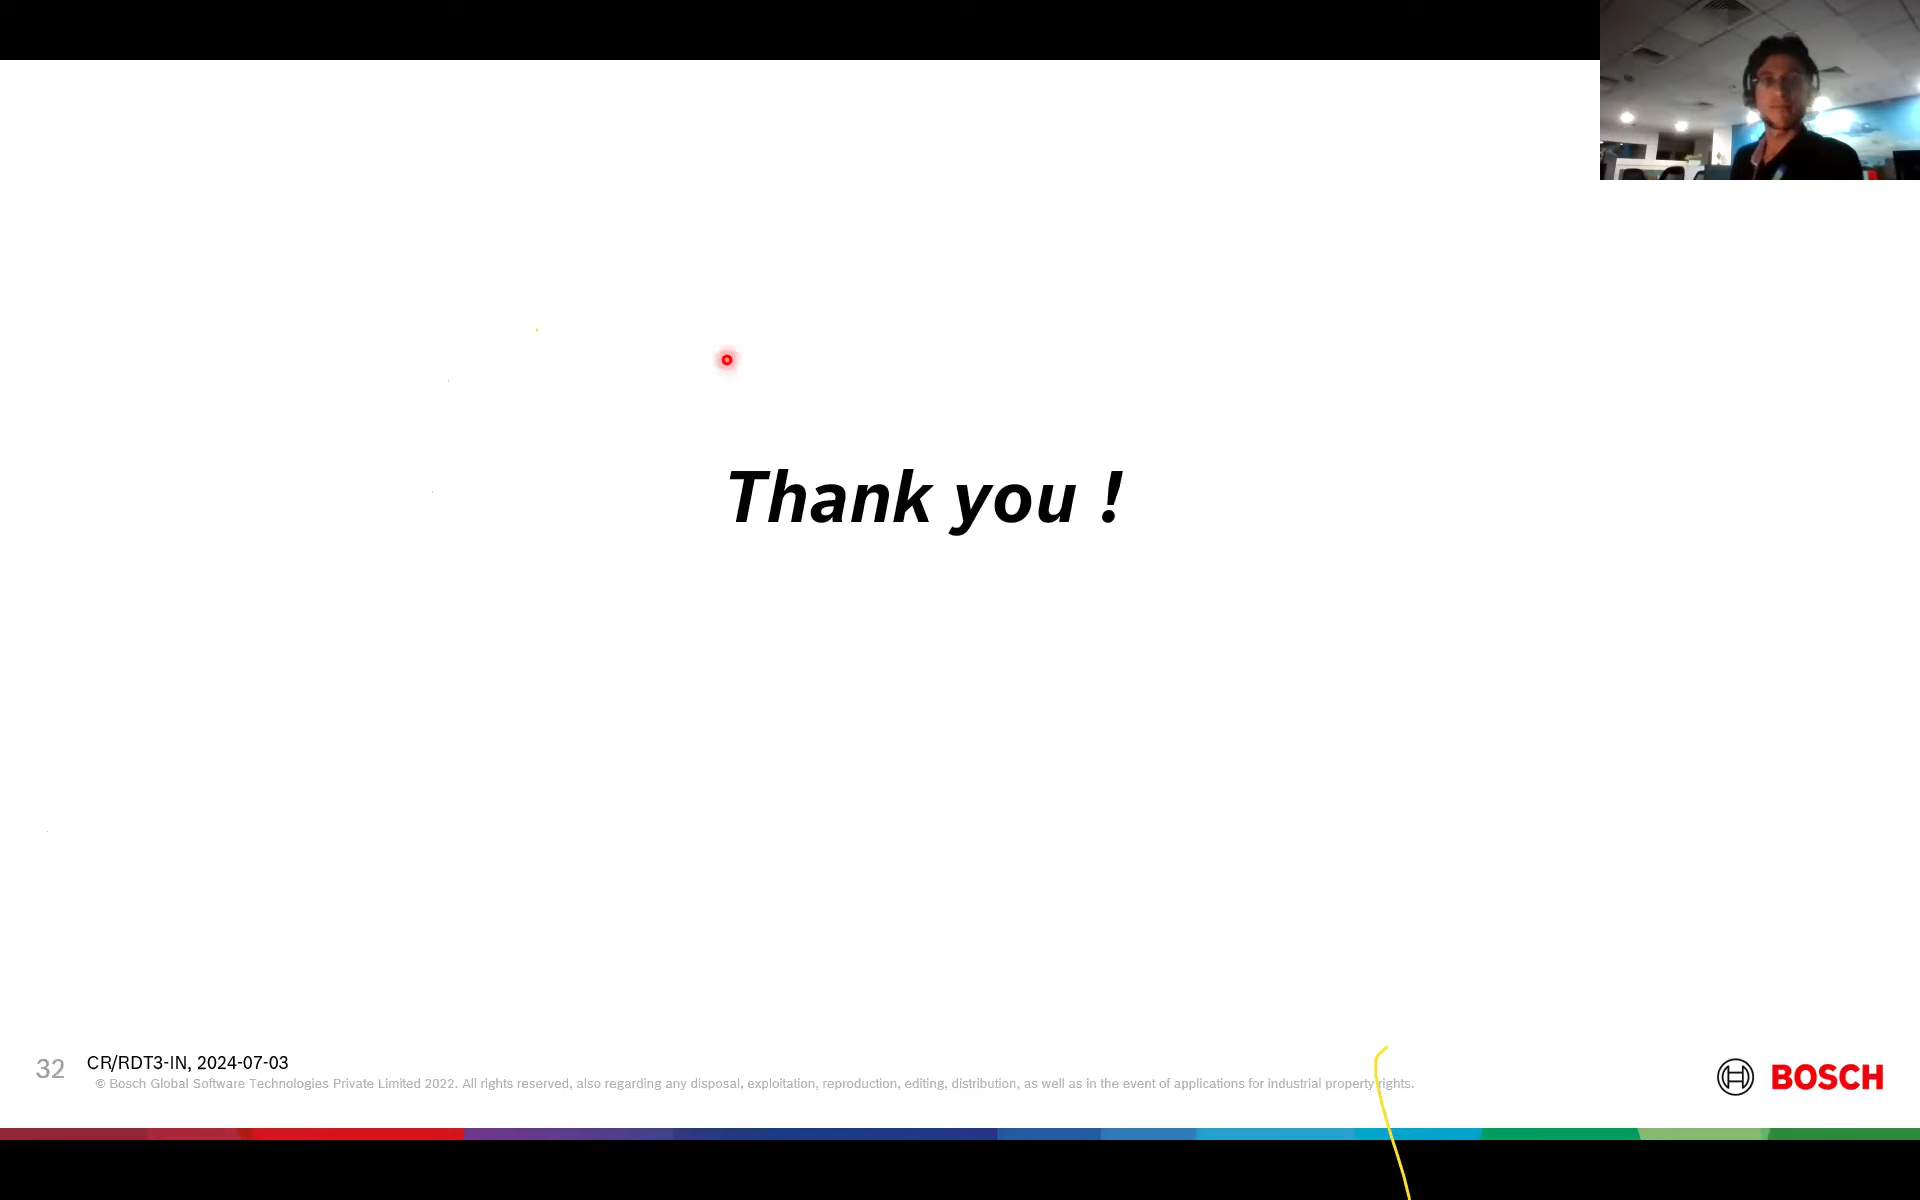 Thank you !
32
CR/RDT3-IN, 2024-07-03
© Bosch Global Software Technologies Private Limited 2022. All rights reserved, also regarding any disposal, exploitation, reproduction, editing, distribution, as well as in the event of applications for industrial property rights.
BOSCH